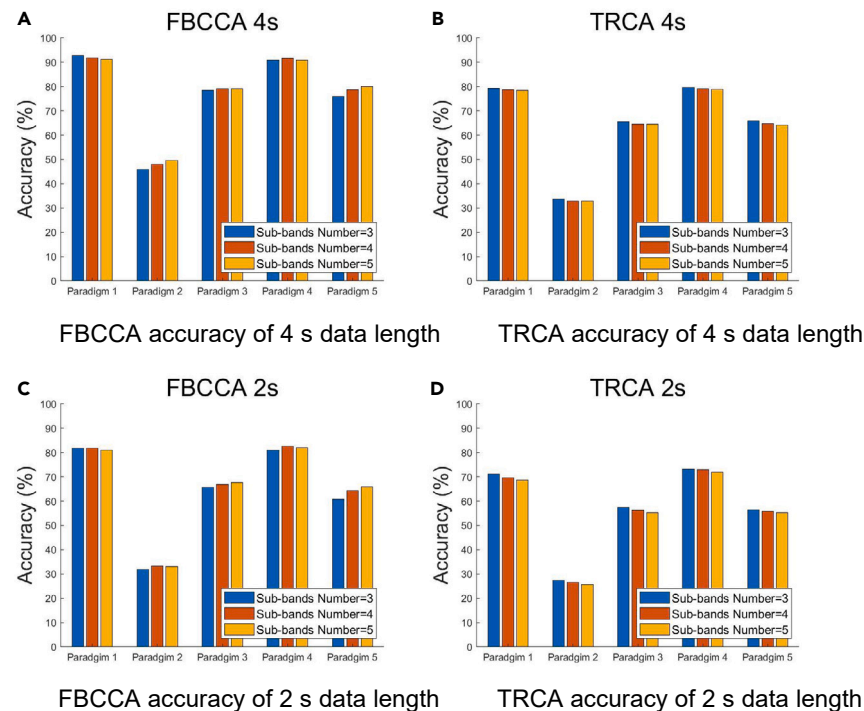 A
FBCCA 4s
Accuracy (%)
100
90
80
70
60
50
40
30
20
10
0
Sub-bands Number=3
Sub-bands Number=4
Sub-bands Number=5
Paradigm 1 Paradigm 2 Paradigm 3 Paradigm 4 Paradigm 5
FBCCA accuracy of 4 s data length
B
TRCA 4s
Accuracy (%)
100
90
80
70
60
50
40
30
20
10
0
Sub-bands Number=3
Sub-bands Number=4
Sub-bands Number=5
Paradgim 1 Paradgim 2 Paradgim 3 Paradgim 4 Paradgim 5
TRCA accuracy of 4 s data length
C
FBCCA 2s
Accuracy (%)
100
90
80
70
60
50
40
30
20
10
0
Sub-bands Number=3
Sub-bands Number=4
Sub-bands Number=5
Paradgim 1 Paradgim 2 Paradgim 3 Paradgim 4 Paradgim 5
FBCCA accuracy of 2 s data length
D
TRCA 2s
Accuracy (%)
100
90
80
70
60
50
40
30
20
10
0
Sub-bands Number=3
Sub-bands Number=4
Sub-bands Number=5
Paradgim 1 Paradgim 2 Paradgim 3 Paradgim 4 Paradgim 5
TRCA accuracy of 2 s data length